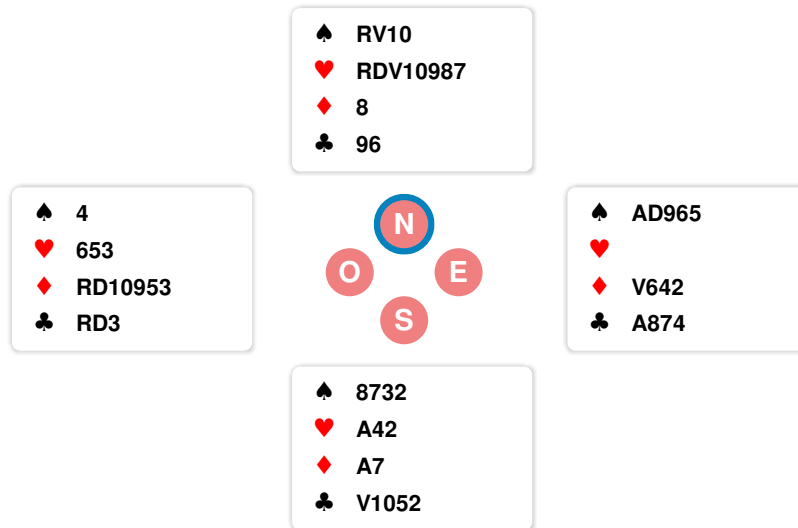 ♠ RV10
♥ RDV10987
♦ 8
♣ 96
♠ 4
♥ 653
♦ RD10953
♣ RD3
N
O E
S
♠ AD965
♥
♦ V642
♣ A874
♠ 8732
♥ A42
♦ A7
♣ V1052